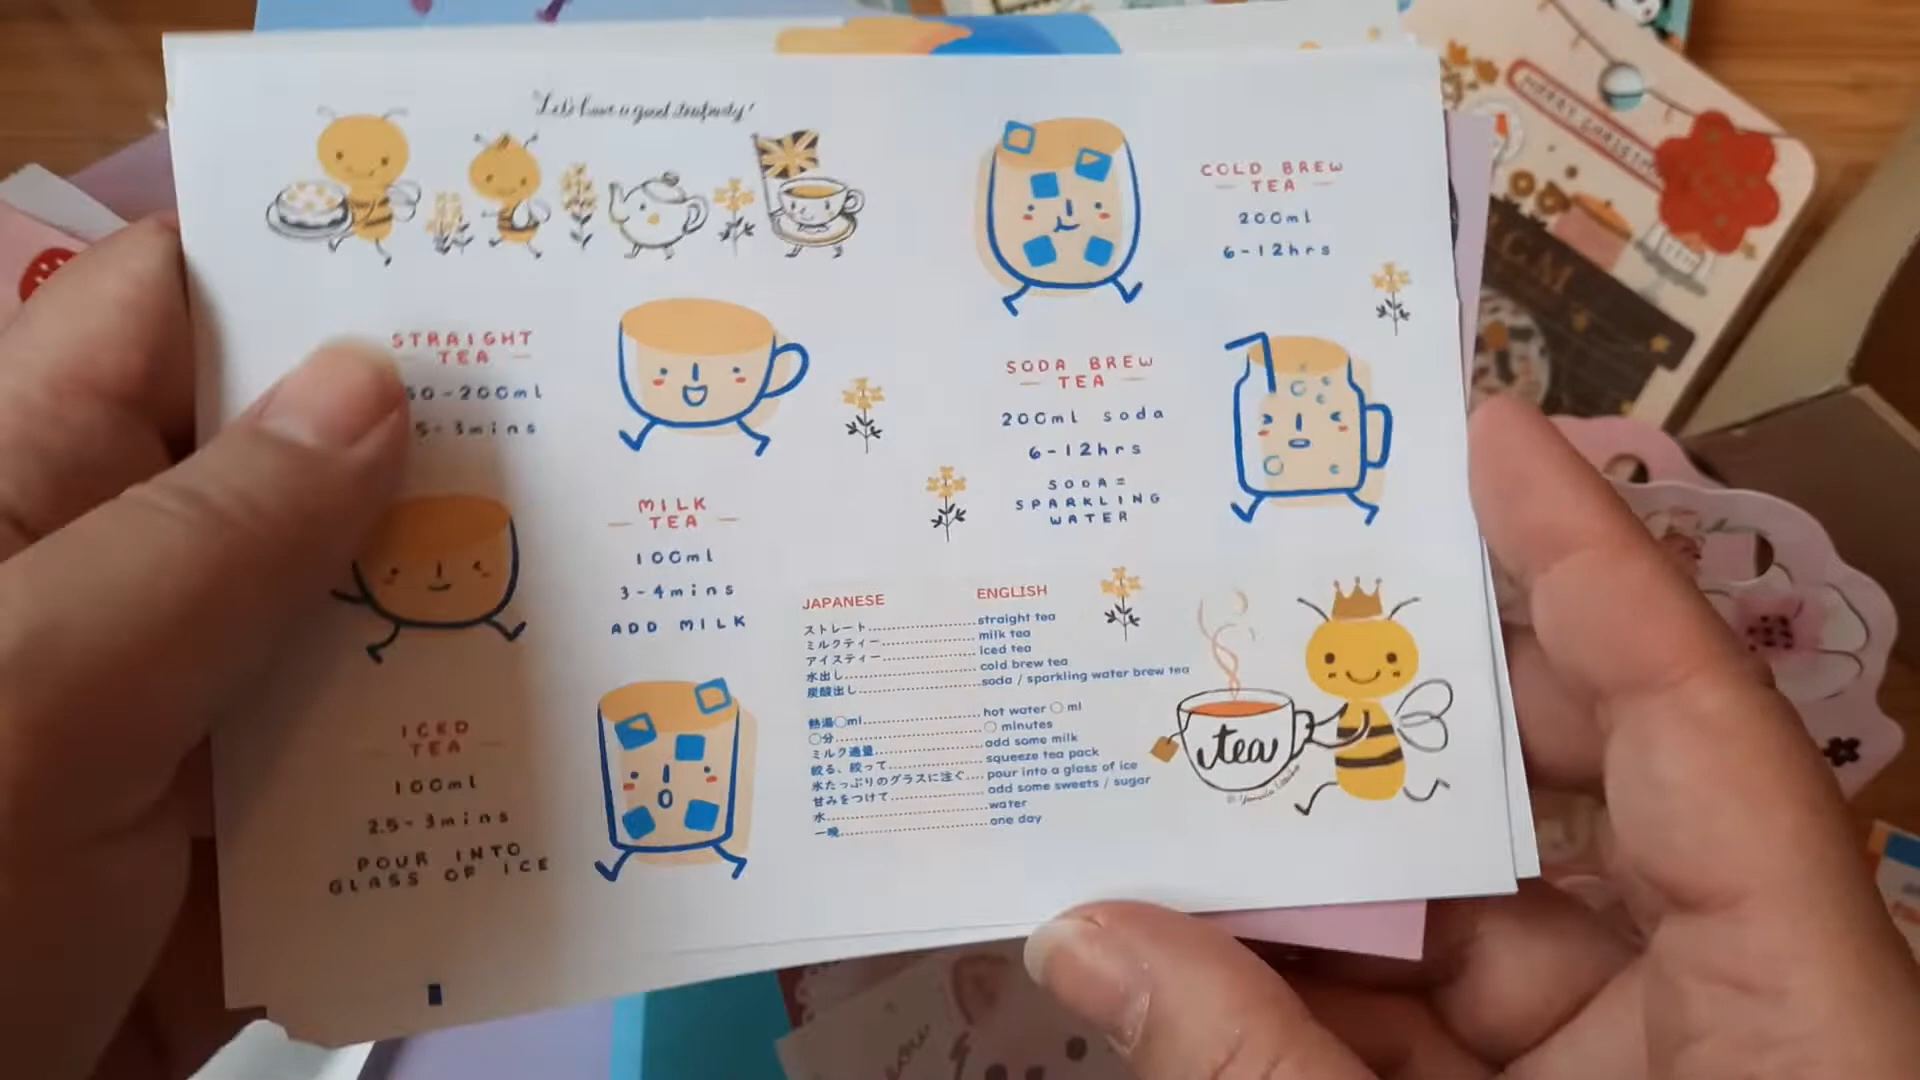 Let's have a good teaparty!
STRAIGHT
TEA
50-200ml
5-3mins
MILK
TEA
100ml
3-4mins
ADD MILK
ICED
TEA
100ml
2.5-3mins
POUR INTO
GLASS OF ICE
COLD BREW
TEA
200ml
6-12hrs
SODA BREW
TEA
200ml soda
6-12hrs
SODA=
SPARKLING
WATER
JAPANESE ENGLISH
ストレート........................straight tea
ミルクティー......................milk tea
アイスティー......................iced tea
水出し............................cold brew tea
炭酸出し..........................soda / sparkling water brew tea
熱湯◯ml..........................hot water ◯ ml
◯分..............................◯ minutes
ミルク適量........................add some milk
絞る、絞って......................squeeze tea pack
氷たっぷりのグラスに注ぐ....pour into a glass of ice
甘みをつけて......................add some sweets / sugar
水................................water
一晩..............................one day
tea
MERRY CHRISTM